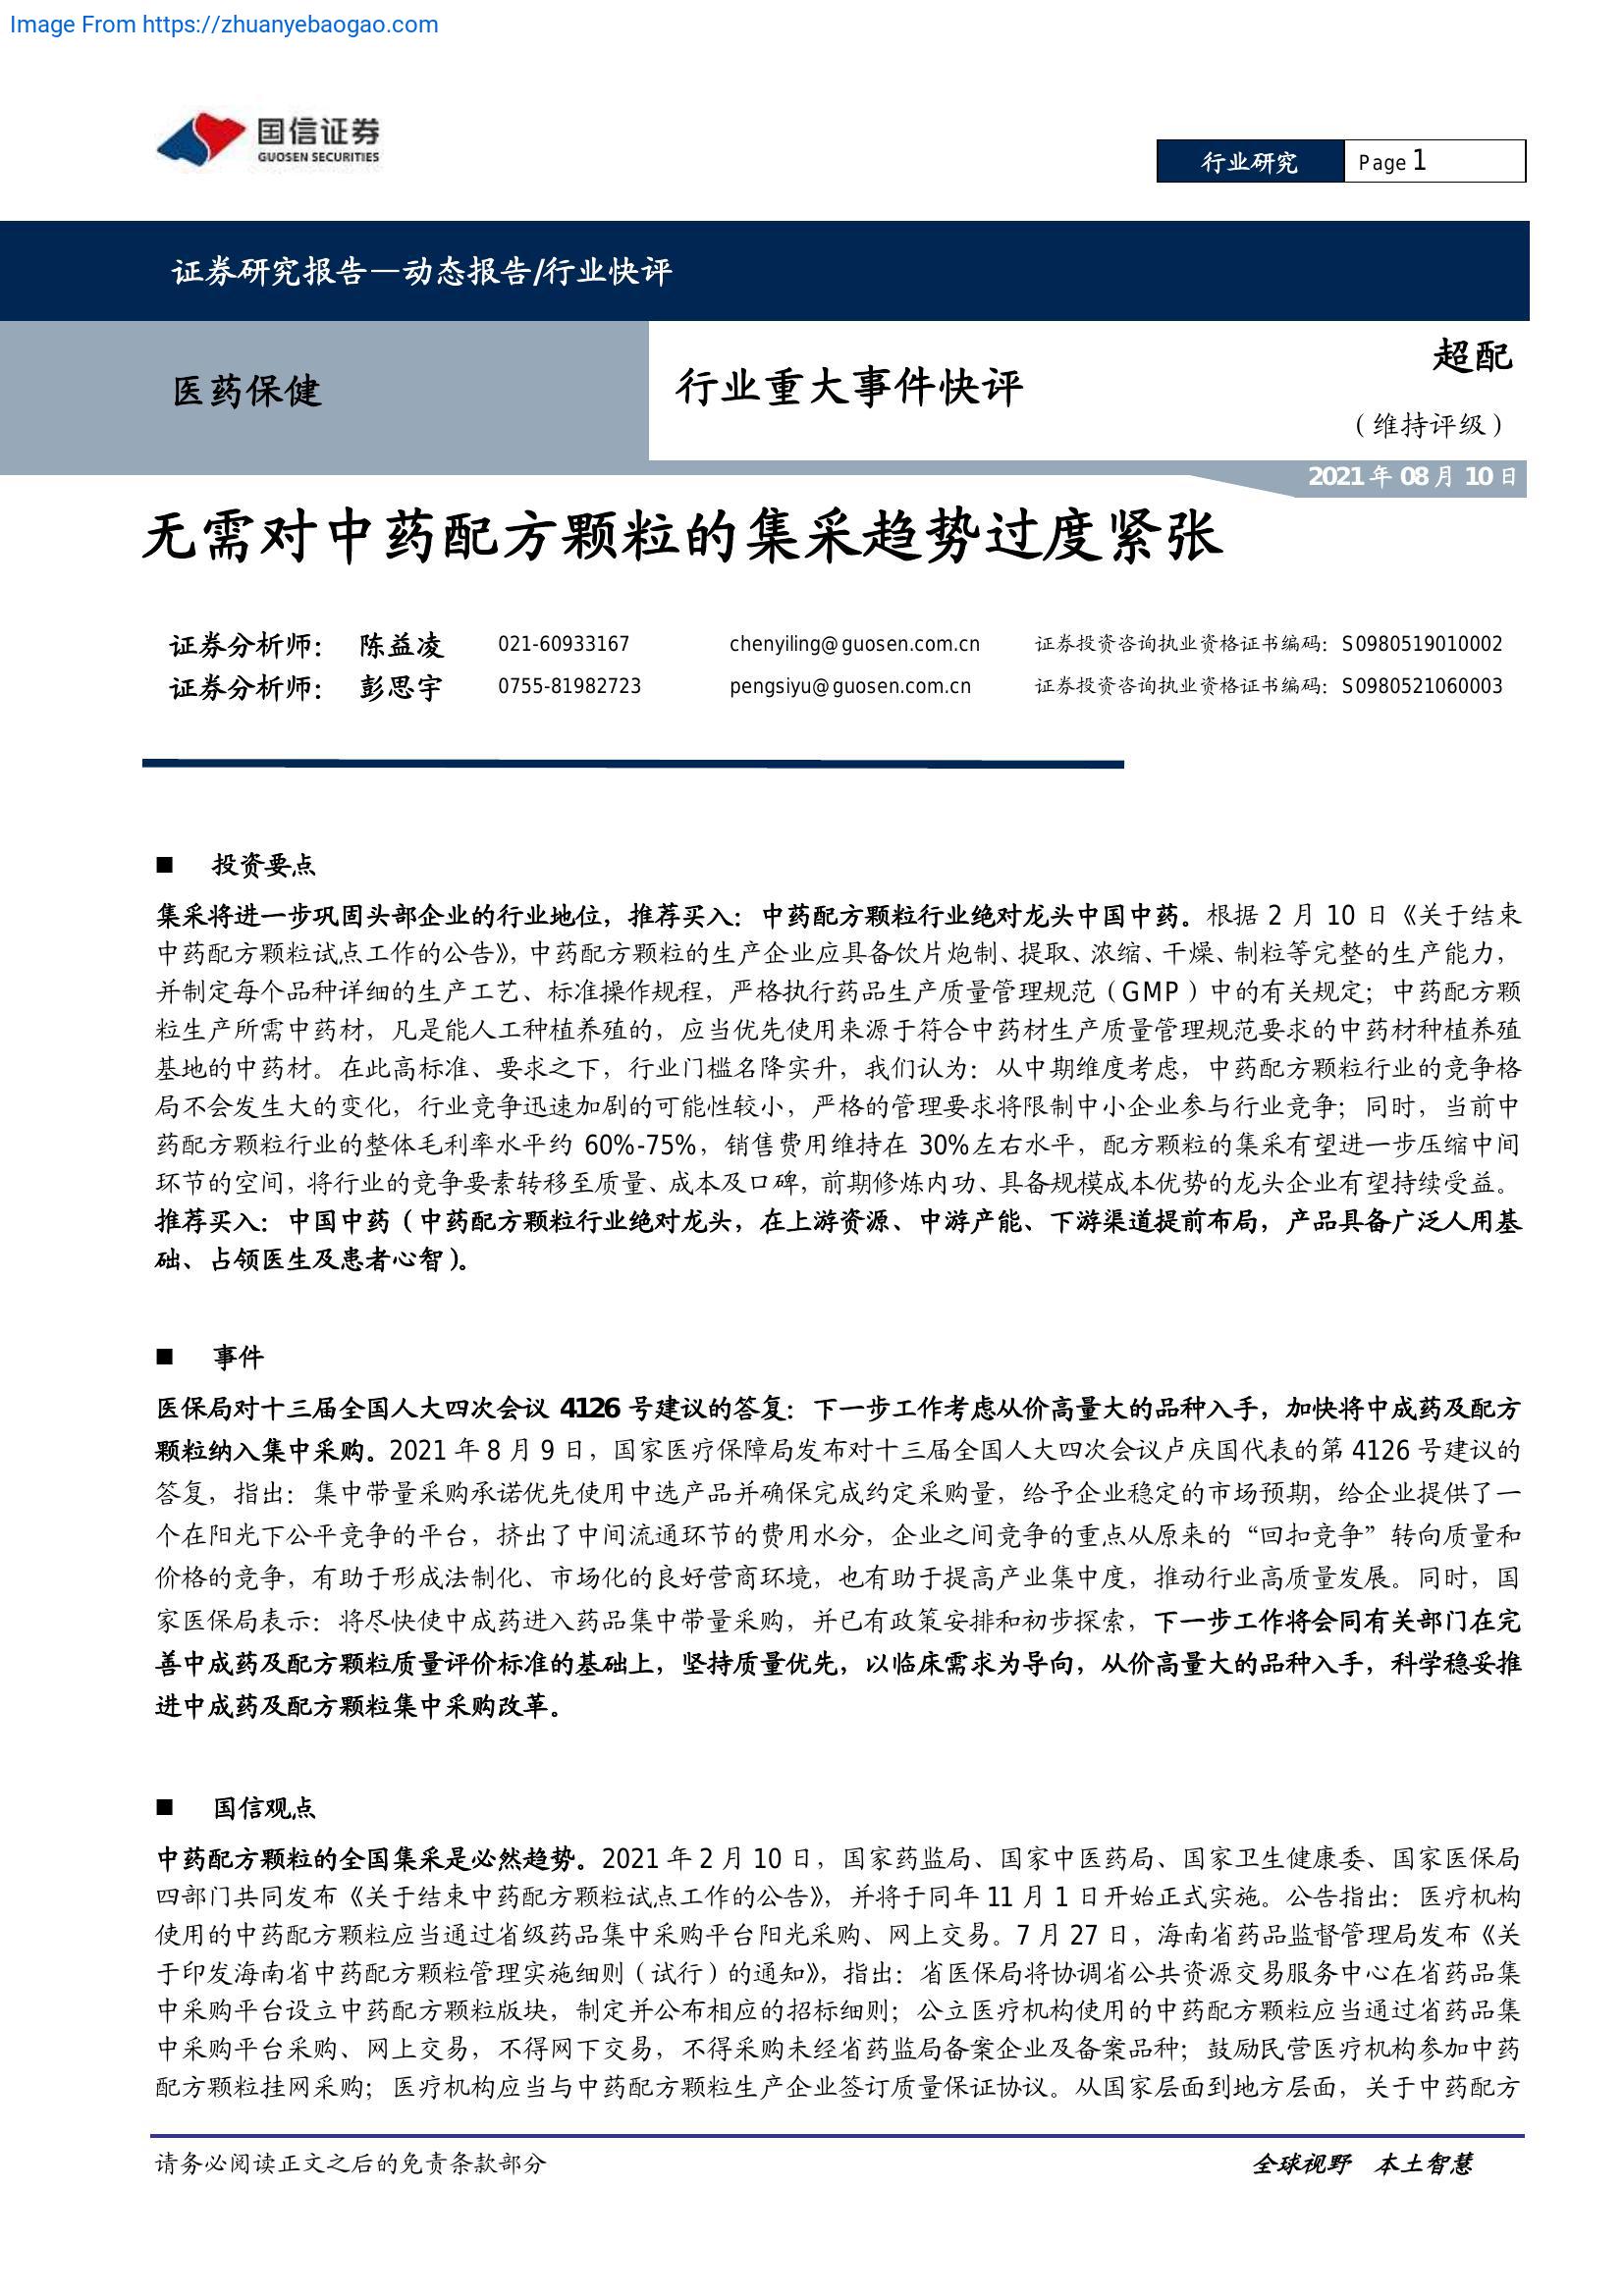 Image From https://zhuanyebaogao.com
国信证券
GUOSEN SECURITIES
行业研究
Page 1
证券研究报告—动态报告/行业快评
医药保健
行业重大事件快评
超配
（维持评级）
2021 年 08 月 10 日
无需对中药配方颗粒的集采趋势过度紧张
证券分析师： 陈益凌 021-60933167 chenyiling@guosen.com.cn 证券投资咨询执业资格证书编码：S0980519010002
证券分析师： 彭思宇 0755-81982723 pengsiyu@guosen.com.cn 证券投资咨询执业资格证书编码：S0980521060003
■ 投资要点
集采将进一步巩固头部企业的行业地位，推荐买入：中药配方颗粒行业绝对龙头中国中药。根据 2 月 10 日《关于结束
中药配方颗粒试点工作的公告》，中药配方颗粒的生产企业应具备饮片炮制、提取、浓缩、干燥、制粒等完整的生产能力，
并制定每个品种详细的生产工艺、标准操作规程，严格执行药品生产质量管理规范（GMP）中的有关规定；中药配方颗
粒生产所需中药材，凡是能人工种植养殖的，应当优先使用来源于符合中药材生产质量管理规范要求的中药材种植养殖
基地的中药材。在此高标准、要求之下，行业门槛名降实升，我们认为：从中期维度考虑，中药配方颗粒行业的竞争格
局不会发生大的变化，行业竞争迅速加剧的可能性较小，严格的管理要求将限制中小企业参与行业竞争；同时，当前中
药配方颗粒行业的整体毛利率水平约 60%-75%，销售费用维持在 30%左右水平，配方颗粒的集采有望进一步压缩中间
环节的空间，将行业的竞争要素转移至质量、成本及口碑，前期修炼内功、具备规模成本优势的龙头企业有望持续受益。
推荐买入：中国中药（中药配方颗粒行业绝对龙头，在上游资源、中游产能、下游渠道提前布局，产品具备广泛人用基
础、占领医生及患者心智）。
■ 事件
医保局对十三届全国人大四次会议 4126 号建议的答复：下一步工作考虑从价高量大的品种入手，加快将中成药及配方
颗粒纳入集中采购。2021 年 8 月 9 日，国家医疗保障局发布对十三届全国人大四次会议卢庆国代表的第 4126 号建议的
答复，指出：集中带量采购承诺优先使用中选产品并确保完成约定采购量，给予企业稳定的市场预期，给企业提供了一
个在阳光下公平竞争的平台，挤出了中间流通环节的费用水分，企业之间竞争的重点从原来的“回扣竞争”转向质量和
价格的竞争，有助于形成法制化、市场化的良好营商环境，也有助于提高产业集中度，推动行业高质量发展。同时，国
家医保局表示：将尽快使中成药进入药品集中带量采购，并已有政策安排和初步探索，下一步工作将会同有关部门在完
善中成药及配方颗粒质量评价标准的基础上，坚持质量优先，以临床需求为导向，从价高量大的品种入手，科学稳妥推
进中成药及配方颗粒集中采购改革。
■ 国信观点
中药配方颗粒的全国集采是必然趋势。2021 年 2 月 10 日，国家药监局、国家中医药局、国家卫生健康委、国家医保局
四部门共同发布《关于结束中药配方颗粒试点工作的公告》，并将于同年 11 月 1 日开始正式实施。公告指出：医疗机构
使用的中药配方颗粒应当通过省级药品集中采购平台阳光采购、网上交易。7 月 27 日，海南省药品监督管理局发布《关
于印发海南省中药配方颗粒管理实施细则（试行）的通知》，指出：省医保局将协调省公共资源交易服务中心在省药品集
中采购平台设立中药配方颗粒版块，制定并公布相应的招标细则；公立医疗机构使用的中药配方颗粒应当通过省药品集
中采购平台采购、网上交易，不得网下交易，不得采购未经省药监局备案企业及备案品种；鼓励民营医疗机构参加中药
配方颗粒挂网采购；医疗机构应当与中药配方颗粒生产企业签订质量保证协议。从国家层面到地方层面，关于中药配方
请务必阅读正文之后的免责条款部分
全球视野 本土智慧